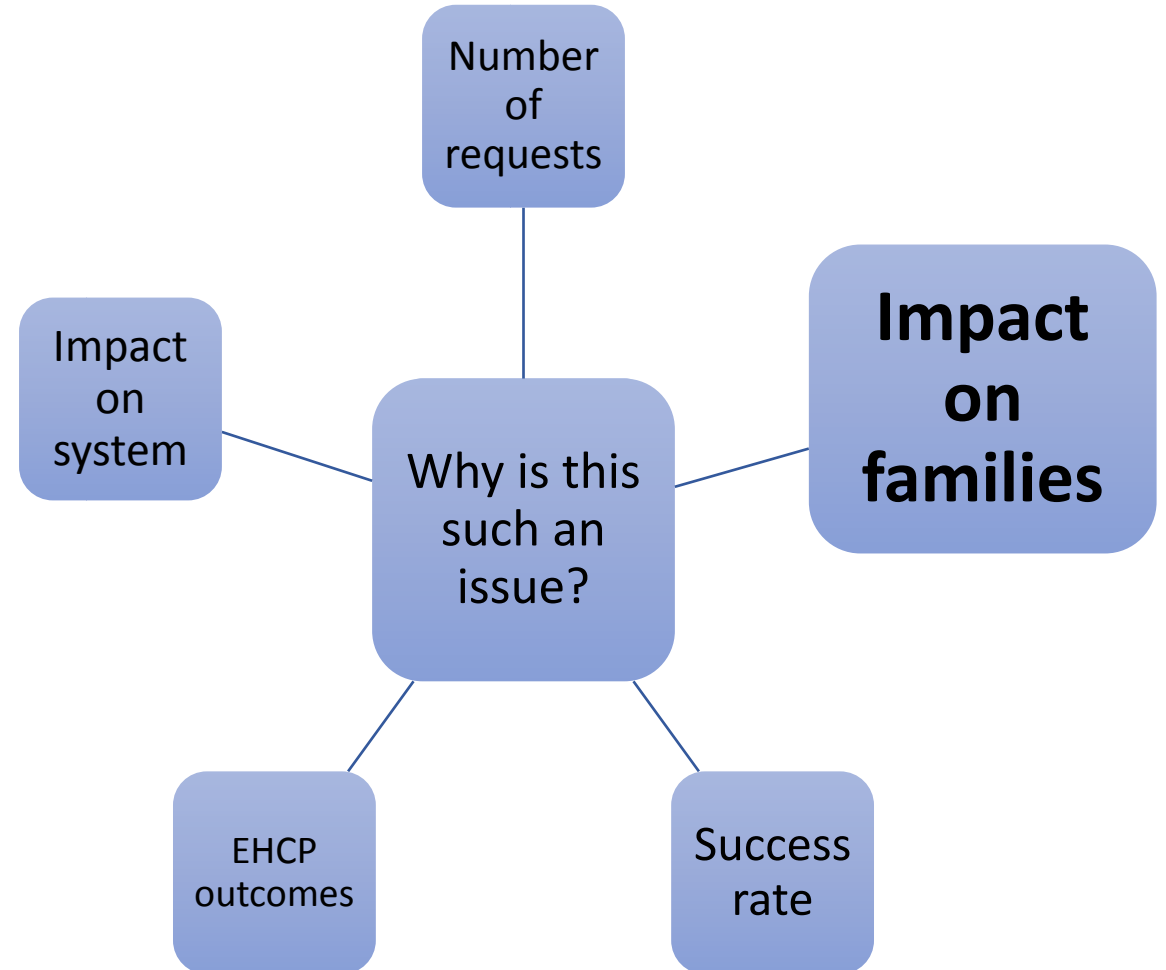 Number
of
requests
Impact
on
families
Impact
on
system
Why is this
such an
issue?
EHCP
outcomes
Success
rate